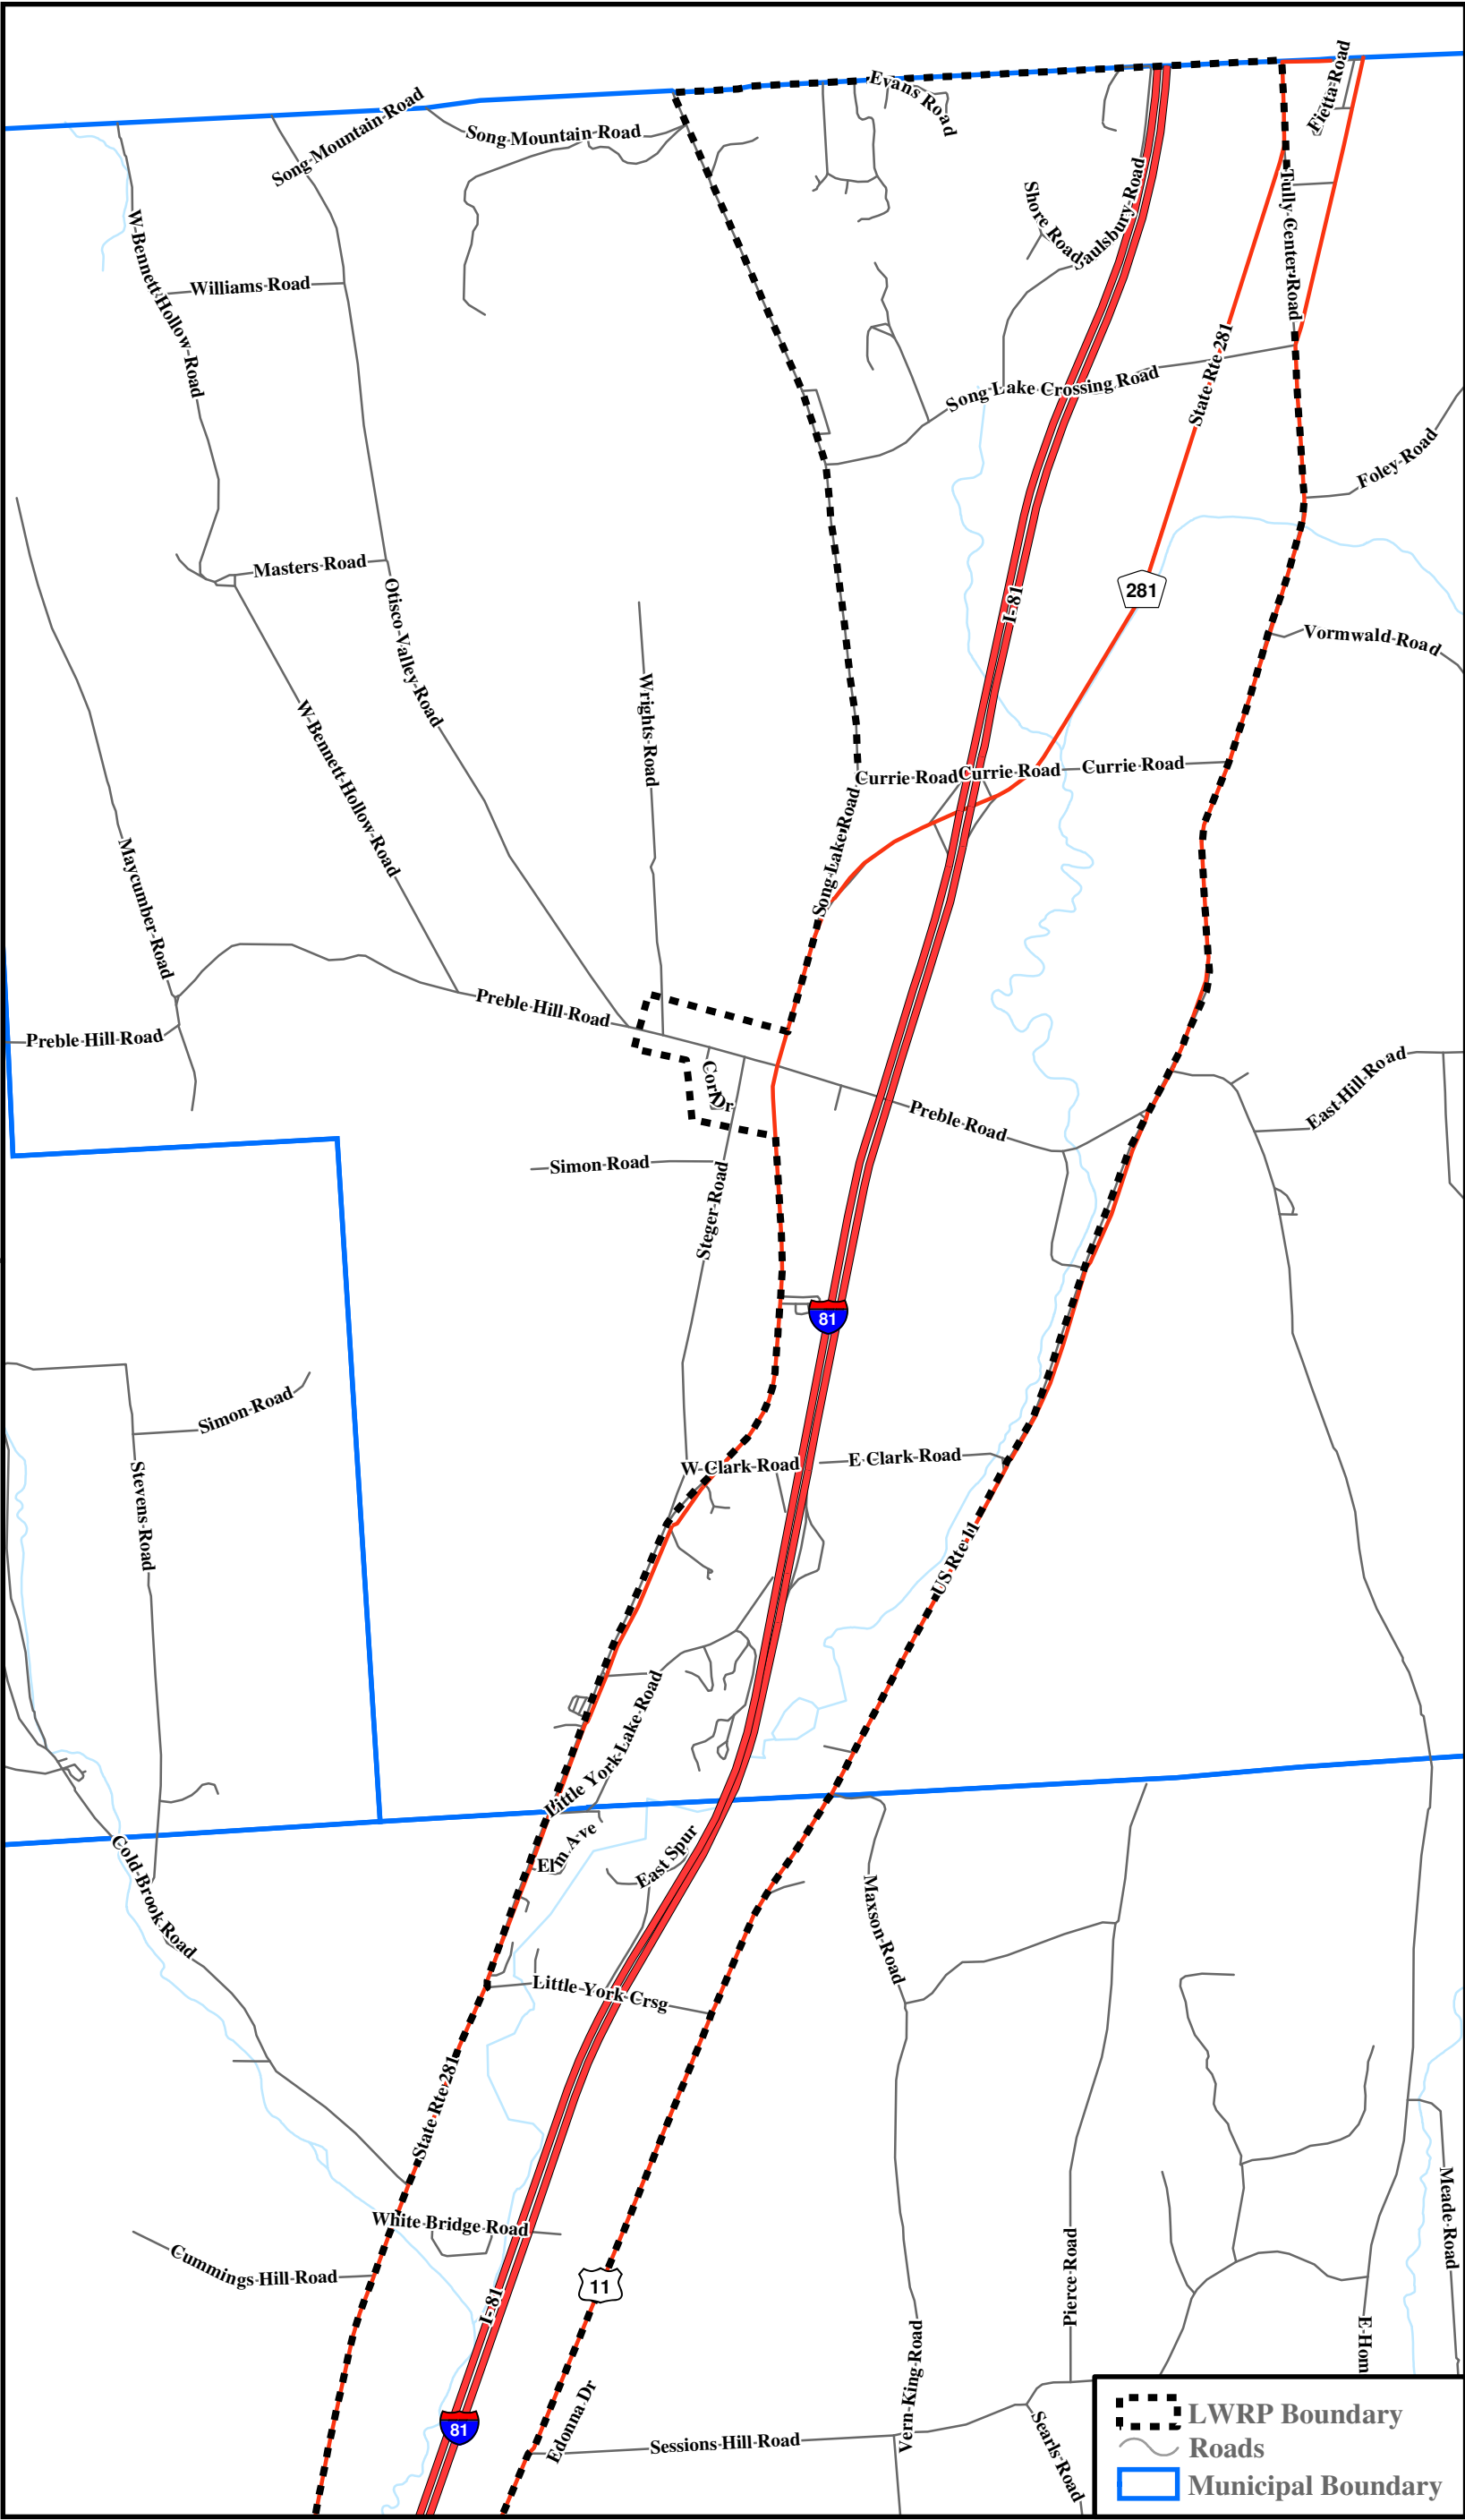 Fietta Road
Evans Road
Song Mountain Road
Song Mountain Road
Saulsbury Road
Shore Road
Tully Center Road
W Bennett Hollow Road
Williams Road
Song Lake Crossing Road
State Rte 281
Foley Road
Masters Road
Otisco Valley Road
I- 81
281
Vormwald Road
Wrights Road
W Bennett Hollow Road
Currie Road
Currie Road
Currie Road
Song Lake Road
Maycumber Road
Preble Hill Road
Preble Hill Road
Cori Dr
Preble Road
East Hill Road
Simon Road
Steger Road
81
Simon Road
W Clark Road
E Clark Road
Stevens Road
US Rte 11
Little York Lake Road
Elm Ave
East Spur
Cold Brook Road
Maxson Road
Little York Crsg
State Rte 281
White Bridge Road
Cummings Hill Road
I- 81
11
Pierce Road
Meade Road
Vern King Road
E Hom
Edonna Dr
81
Sessions Hill Road
Searls Road
LWRP Boundary
Roads
Municipal Boundary